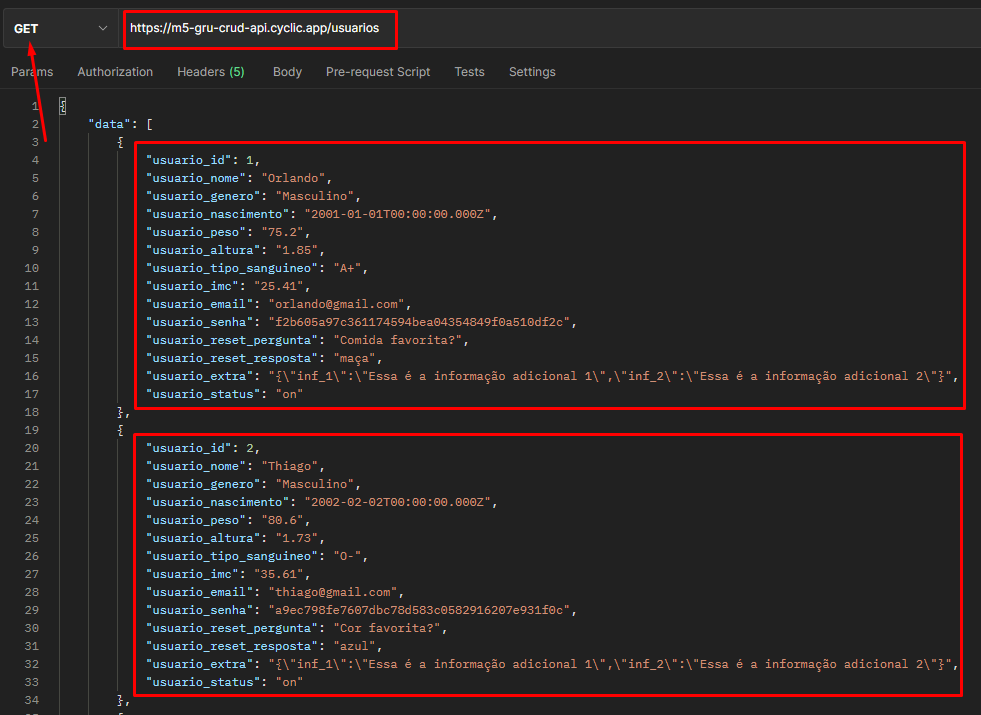 GET https://m5-gru-crud-api.cyclic.app/usuarios
Params Authorization Headers (5) Body Pre-request Script Tests Settings
1 {
2 "data": [
3 {
4 "usuario_id": 1,
5 "usuario_nome": "Orlando",
6 "usuario_genero": "Masculino",
7 "usuario_nascimento": "2001-01-01T00:00:00.000Z",
8 "usuario_peso": "75.2",
9 "usuario_altura": "1.85",
10 "usuario_tipo_sanguineo": "A+",
11 "usuario_imc": "25.41",
12 "usuario_email": "orlando@gmail.com",
13 "usuario_senha": "f2b605a97c361174594bea04354849f0a510df2c",
14 "usuario_reset_pergunta": "Comida favorita?",
15 "usuario_reset_resposta": "maça",
16 "usuario_extra": "{\"inf_1\":\"Essa é a informação adicional 1\",\"inf_2\":\"Essa é a informação adicional 2\"}",
17 "usuario_status": "on"
18 },
19 {
20 "usuario_id": 2,
21 "usuario_nome": "Thiago",
22 "usuario_genero": "Masculino",
23 "usuario_nascimento": "2002-02-02T00:00:00.000Z",
24 "usuario_peso": "80.6",
25 "usuario_altura": "1.73",
26 "usuario_tipo_sanguineo": "O-",
27 "usuario_imc": "35.61",
28 "usuario_email": "thiago@gmail.com",
29 "usuario_senha": "a9ec798fe7607dbc78d583c0582916207e931f0c",
30 "usuario_reset_pergunta": "Cor favorita?",
31 "usuario_reset_resposta": "azul",
32 "usuario_extra": "{\"inf_1\":\"Essa é a informação adicional 1\",\"inf_2\":\"Essa é a informação adicional 2\"}",
33 "usuario_status": "on"
34 },